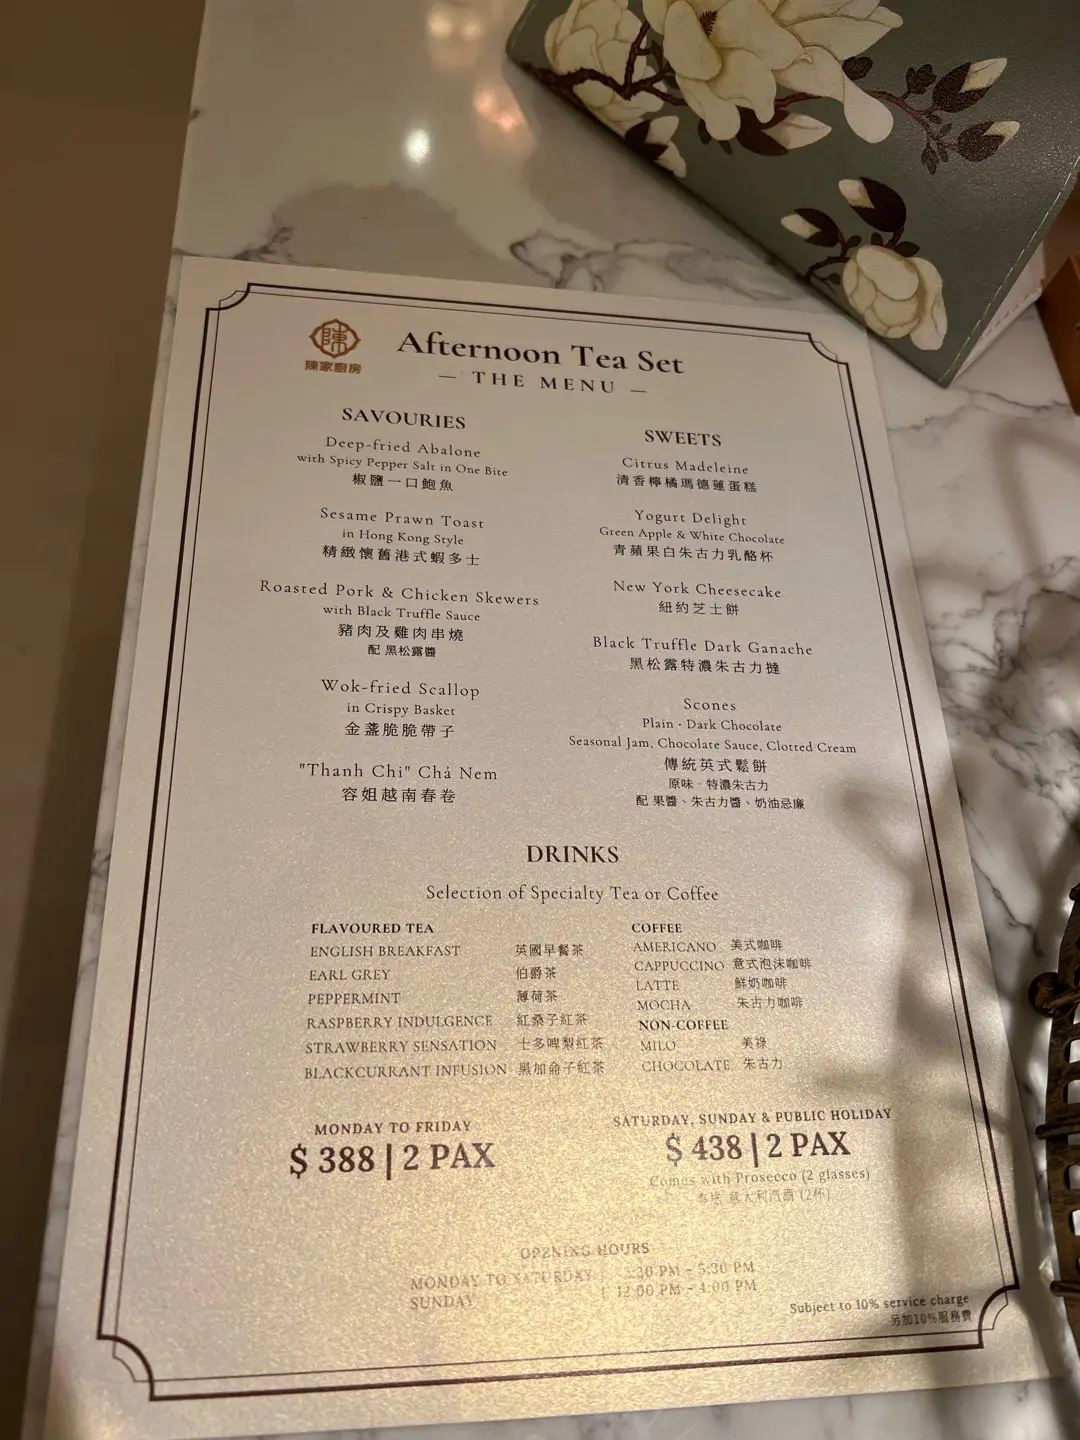 陳
陳家廚房
Afternoon Tea Set
— THE MENU —
SAVOURIES
Deep-fried Abalone
with Spicy Pepper Salt in One Bite
椒鹽一口鮑魚
Sesame Prawn Toast
in Hong Kong Style
精緻懷舊港式蝦多士
Roasted Pork & Chicken Skewers
with Black Truffle Sauce
豬肉及雞肉串燒
配 黑松露醬
Wok-fried Scallop
in Crispy Basket
金盞脆脆帶子
"Thanh Chi" Chả Nem
容姐越南春卷
SWEETS
Citrus Madeleine
清香檸橘瑪德蓮蛋糕
Yogurt Delight
Green Apple & White Chocolate
青蘋果白朱古力乳酪杯
New York Cheesecake
紐約芝士餅
Black Truffle Dark Ganache
黑松露特濃朱古力撻
Scones
Plain · Dark Chocolate
Seasonal Jam, Chocolate Sauce, Clotted Cream
傳統英式鬆餅
原味 · 特濃朱古力
配 果醬、朱古力醬、奶油忌廉
DRINKS
Selection of Specialty Tea or Coffee
FLAVOURED TEA
ENGLISH BREAKFAST 英國早餐茶
EARL GREY 伯爵茶
PEPPERMINT 薄荷茶
RASPBERRY INDULGENCE 紅桑子紅茶
STRAWBERRY SENSATION 士多啤梨紅茶
BLACKCURRANT INFUSION 黑加侖子紅茶
COFFEE
AMERICANO 美式咖啡
CAPPUCCINO 意式泡沫咖啡
LATTE 鮮奶咖啡
MOCHA 朱古力咖啡
NON-COFFEE
MILO 美祿
CHOCOLATE 朱古力
MONDAY TO FRIDAY
$ 388 | 2 PAX
SATURDAY, SUNDAY & PUBLIC HOLIDAY
$ 438 | 2 PAX
Comes with Prosecco (2 glasses)
意大利汽酒 (2杯)
OPENING HOURS
MONDAY TO SATURDAY | :30 PM - 5:30 PM
SUNDAY | 12:00 PM - 4:00 PM
Subject to 10% service charge
另加10%服務費